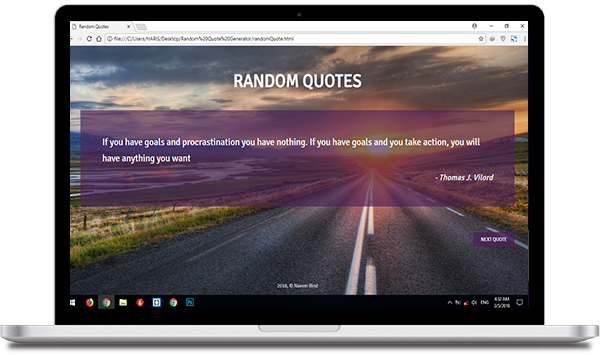 Random Quotes
file:///C:/Users/HARIS/Desktop/Random%20Quote%20Generator/randomQuote.html
RANDOM QUOTES
If you have goals and procrastination you have nothing. If you have goals and you take action, you will
have anything you want
- Thomas J. Vilord
NEXT QUOTE
2018, ©
ENG
4:32 AM
3/5/2018